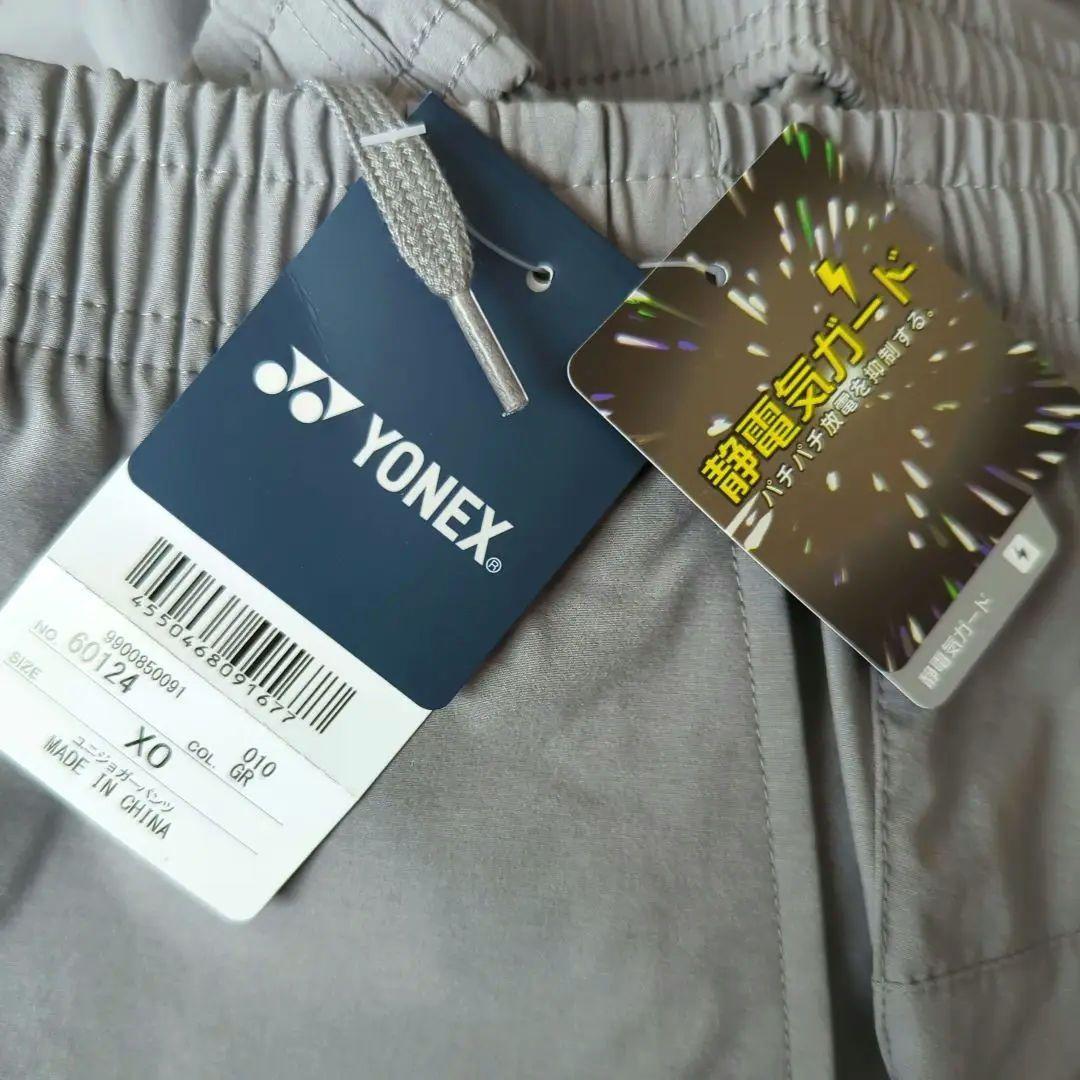 YONEX®
4550468091677
9900850091
NO. 60124
SIZE XO COL. 010 GR
ユニジョガーパンツ
MADE IN CHINA
静電気ガード
パチパチ放電を抑制する。
静電気ガード